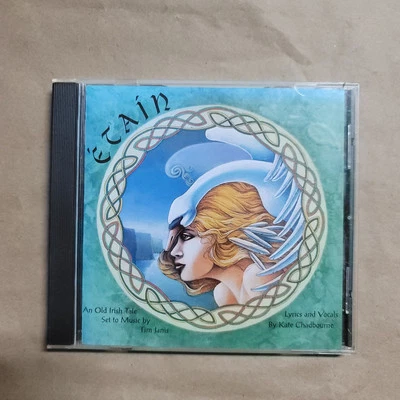 Étaín
An Old Irish Tale
Set to Music by
Tim Janis
Lyrics and Vocals
By Kate Chadbourne